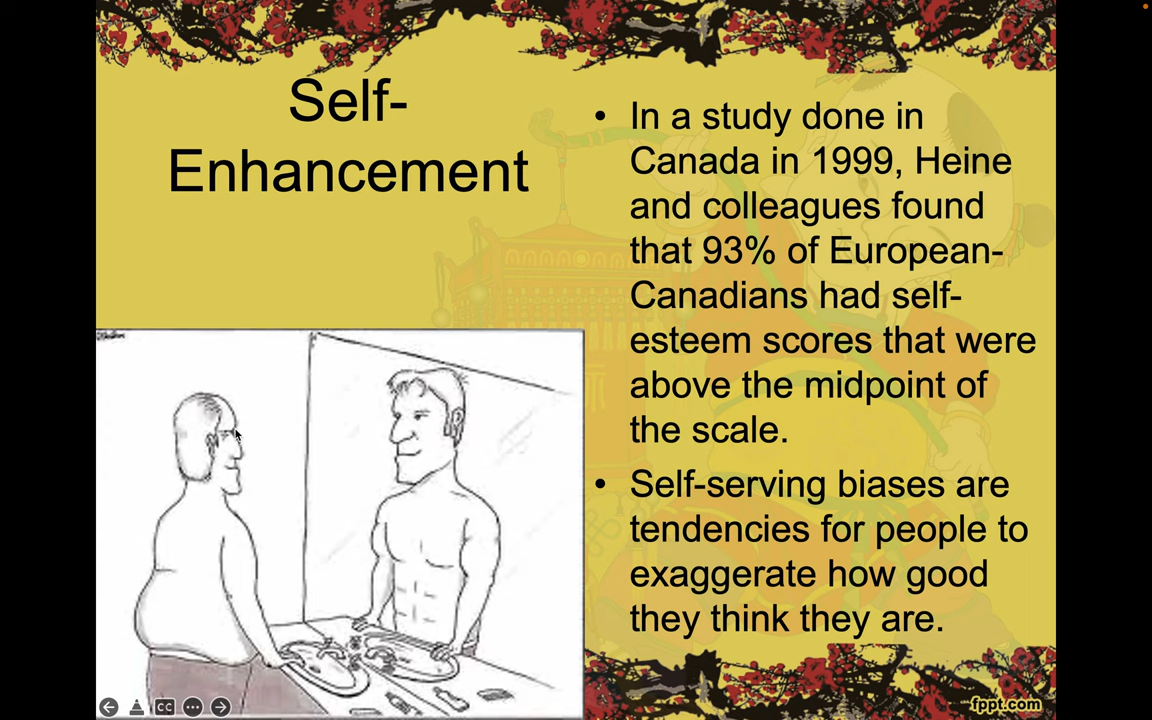 Self-
Enhancement
• In a study done in
Canada in 1999, Heine
and colleagues found
that 93% of European-
Canadians had self-
esteem scores that were
above the midpoint of
the scale.
• Self-serving biases are
tendencies for people to
exaggerate how good
they think they are.
CC
fppt.com